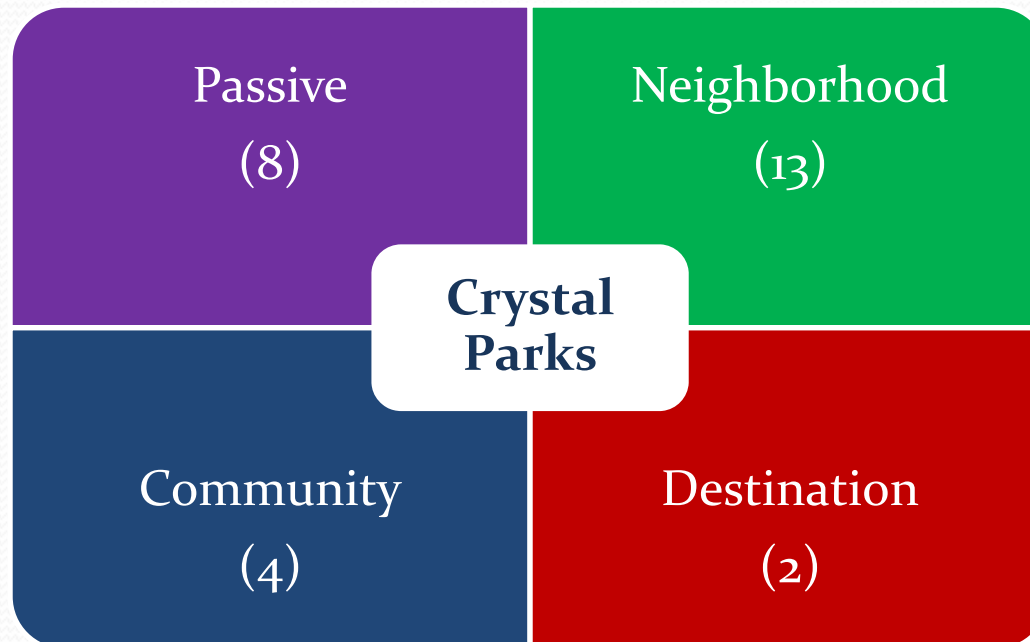 Passive
(8)
Neighborhood
(13)
Crystal
Parks
Community
(4)
Destination
(2)